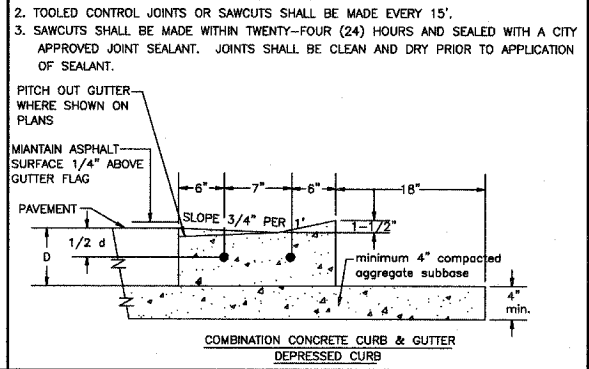 2. TOOLED CONTROL JOINTS OR SAWCUTS SHALL BE MADE EVERY 15'.
3. SAWCUTS SHALL BE MADE WITHIN TWENTY-FOUR (24) HOURS AND SEALED WITH A CITY
APPROVED JOINT SEALANT. JOINTS SHALL BE CLEAN AND DRY PRIOR TO APPLICATION
OF SEALANT.
PITCH OUT GUTTER
WHERE SHOWN ON
PLANS
MIANTAIN ASPHALT
SURFACE 1/4" ABOVE
GUTTER FLAG
6" 7" 6" 18"
PAVEMENT
SLOPE 3/4" PER 1'
1-1/2"
1/2 d
D
minimum 4" compacted
aggregate subbase
4"
min.
COMBINATION CONCRETE CURB & GUTTER
DEPRESSED CURB